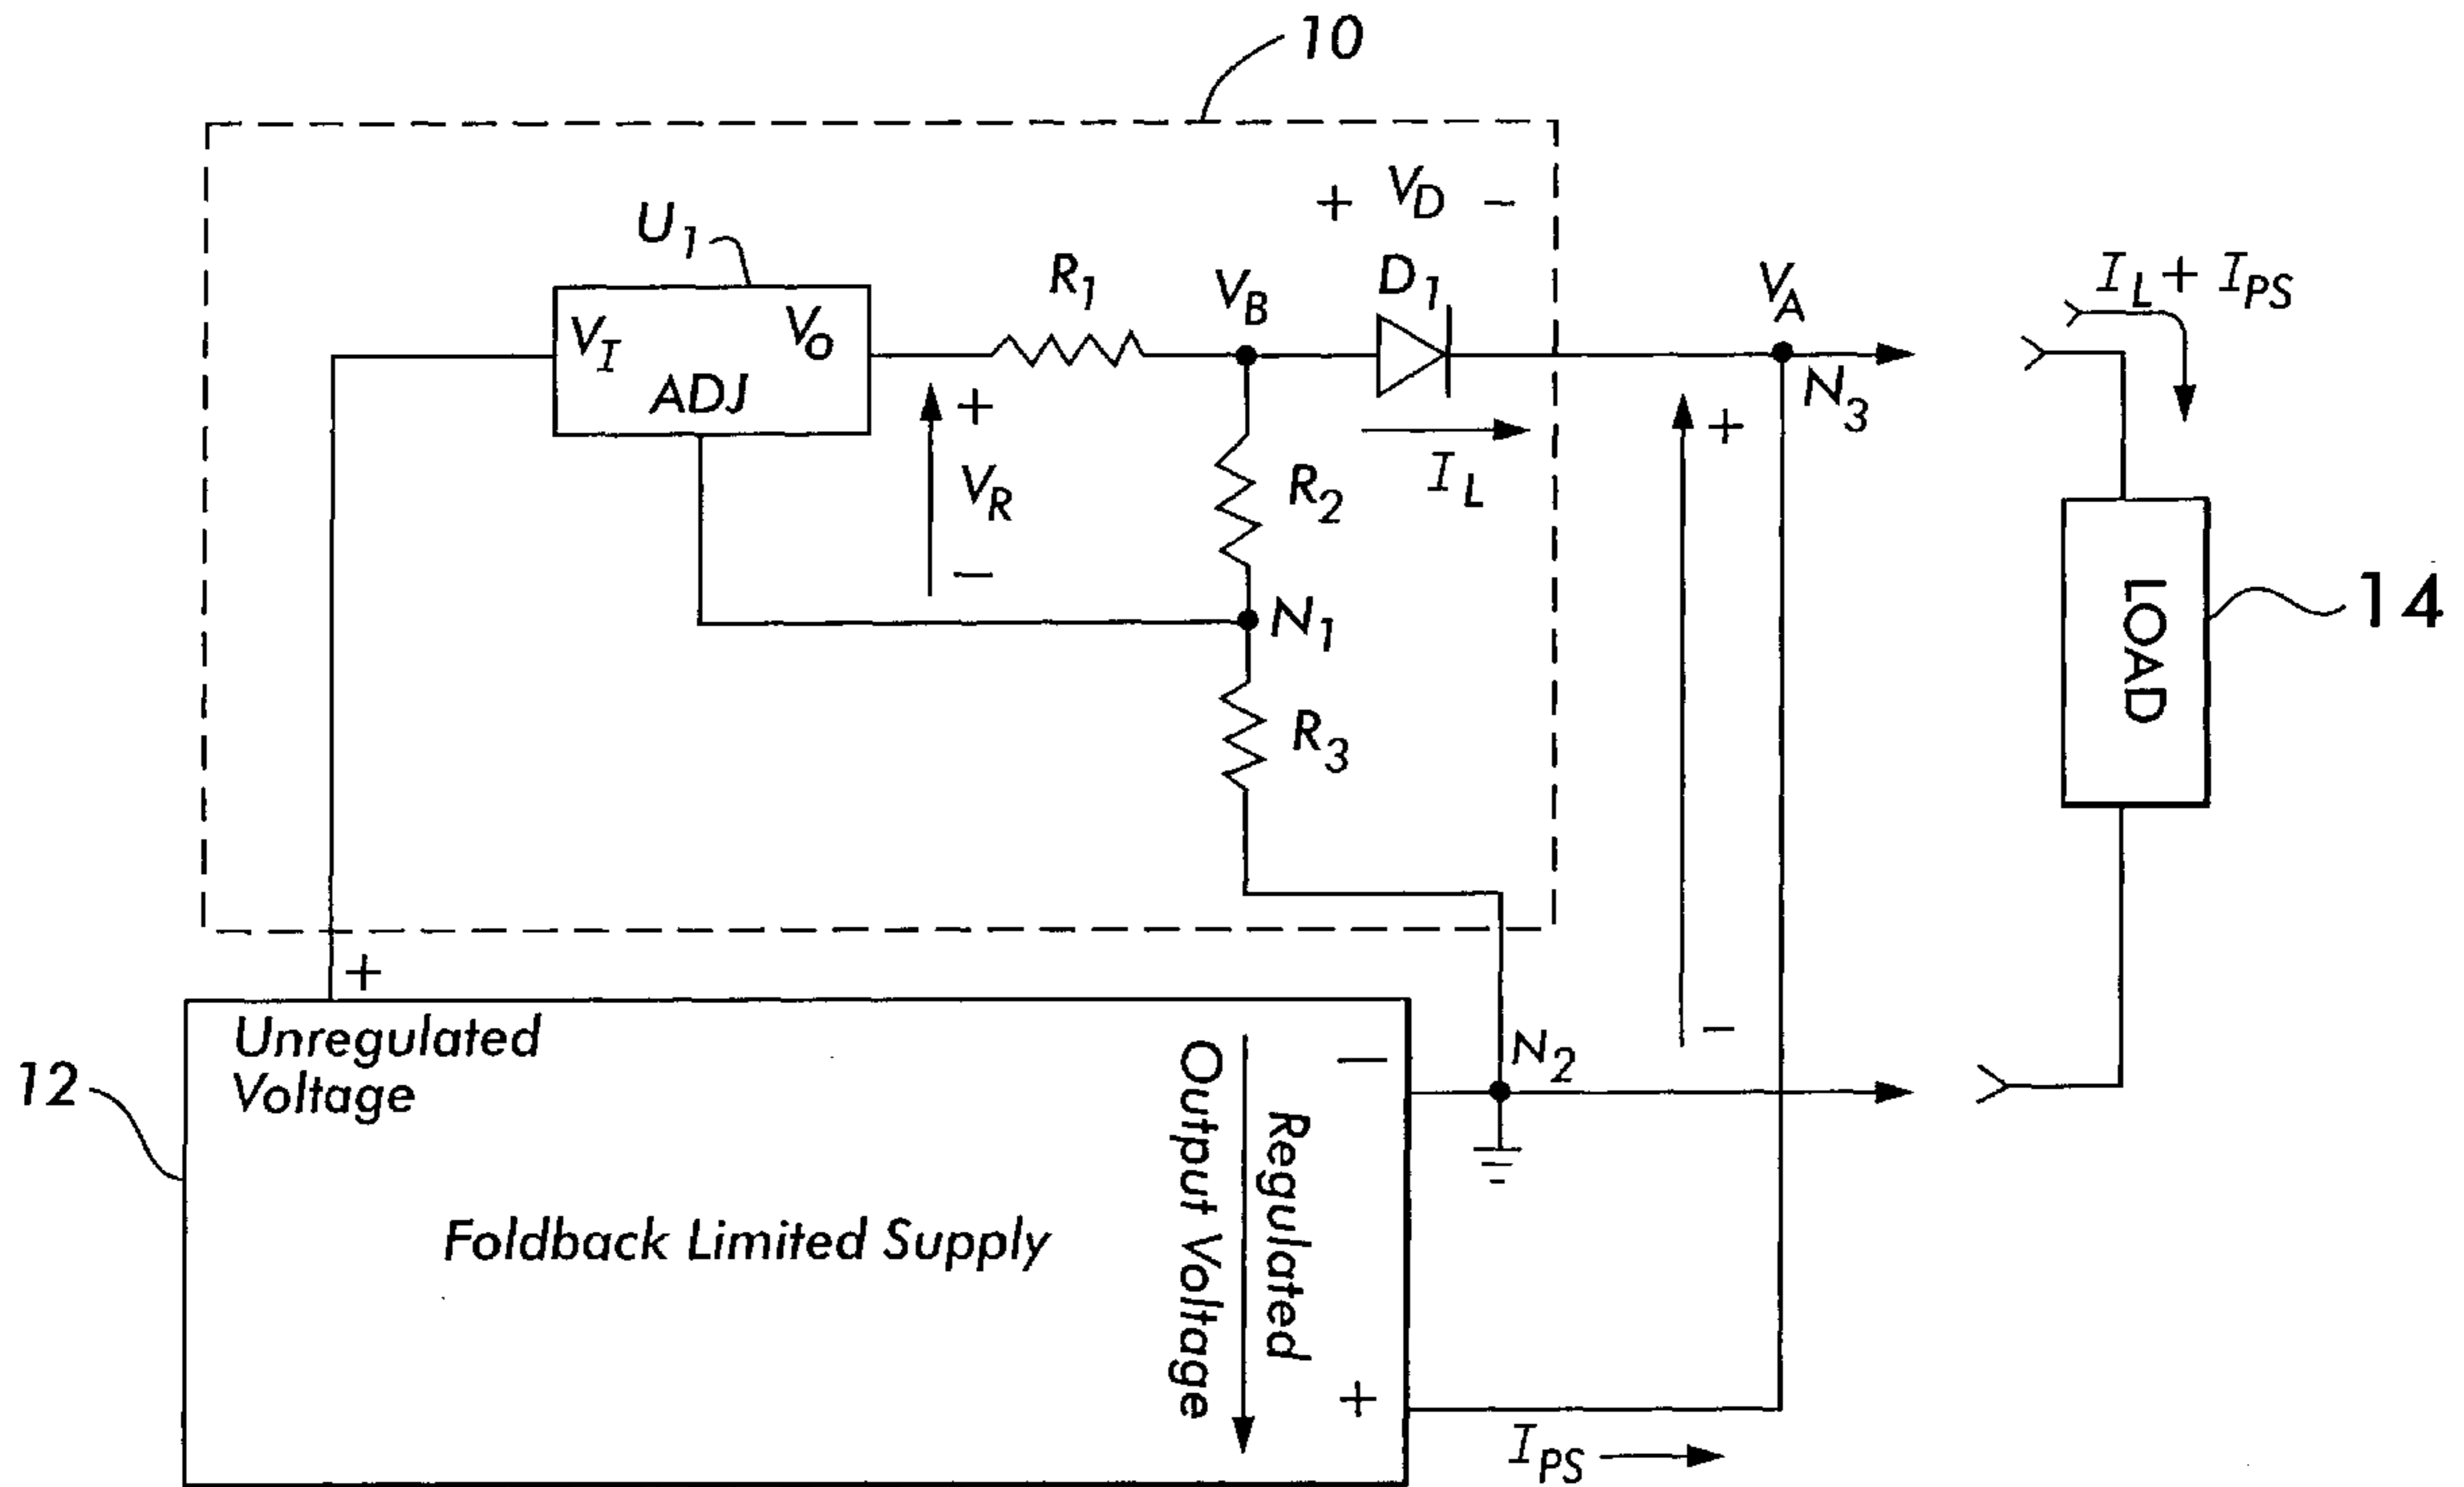 10
+ V_D −
U_1
R_1
V_B
D_1
V_A
I_L + I_PS
V_I
V_O
ADJ
+
V_R
−
I_L
N_3
+
R_2
N_1
LOAD
14
R_3
+
−
N_2
12
Unregulated
Voltage
−
Regulated
Output Voltage
Foldback Limited Supply
+
I_PS